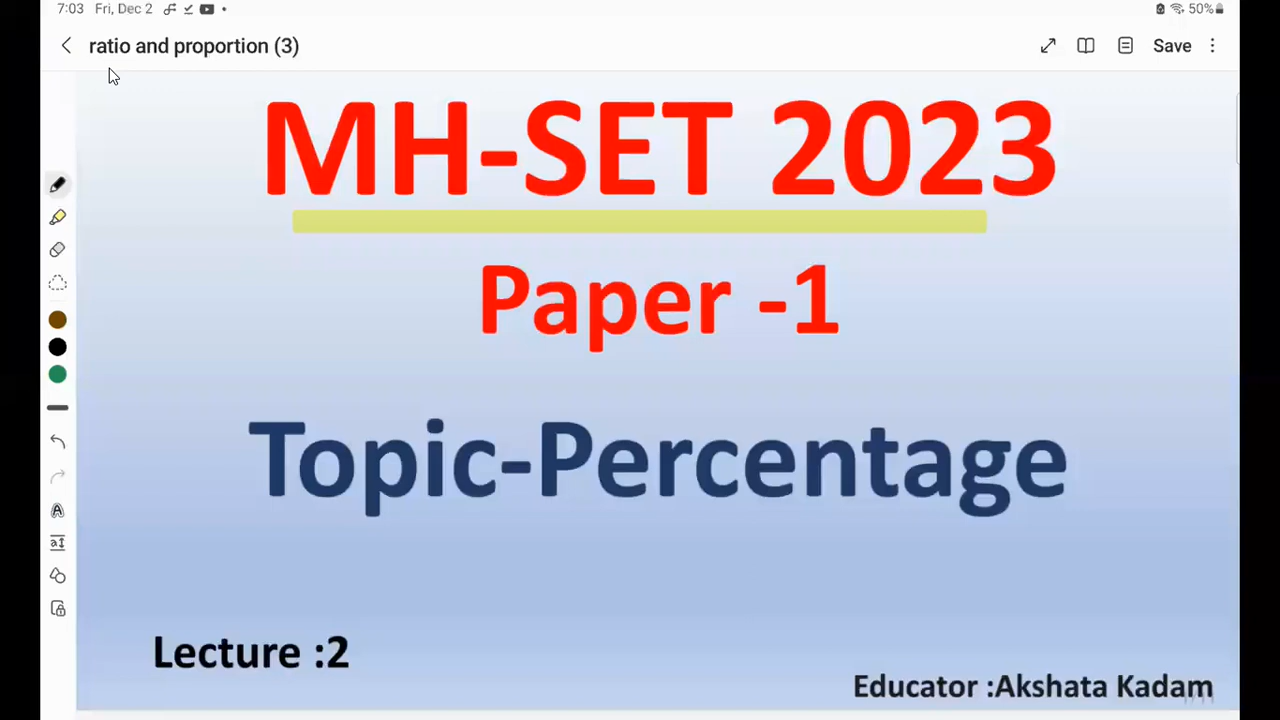 7:03 Fri, Dec 2
50%
ratio and proportion (3)
Save
MH-SET 2023
Paper -1
Topic-Percentage
Lecture :2
Educator :Akshata Kadam